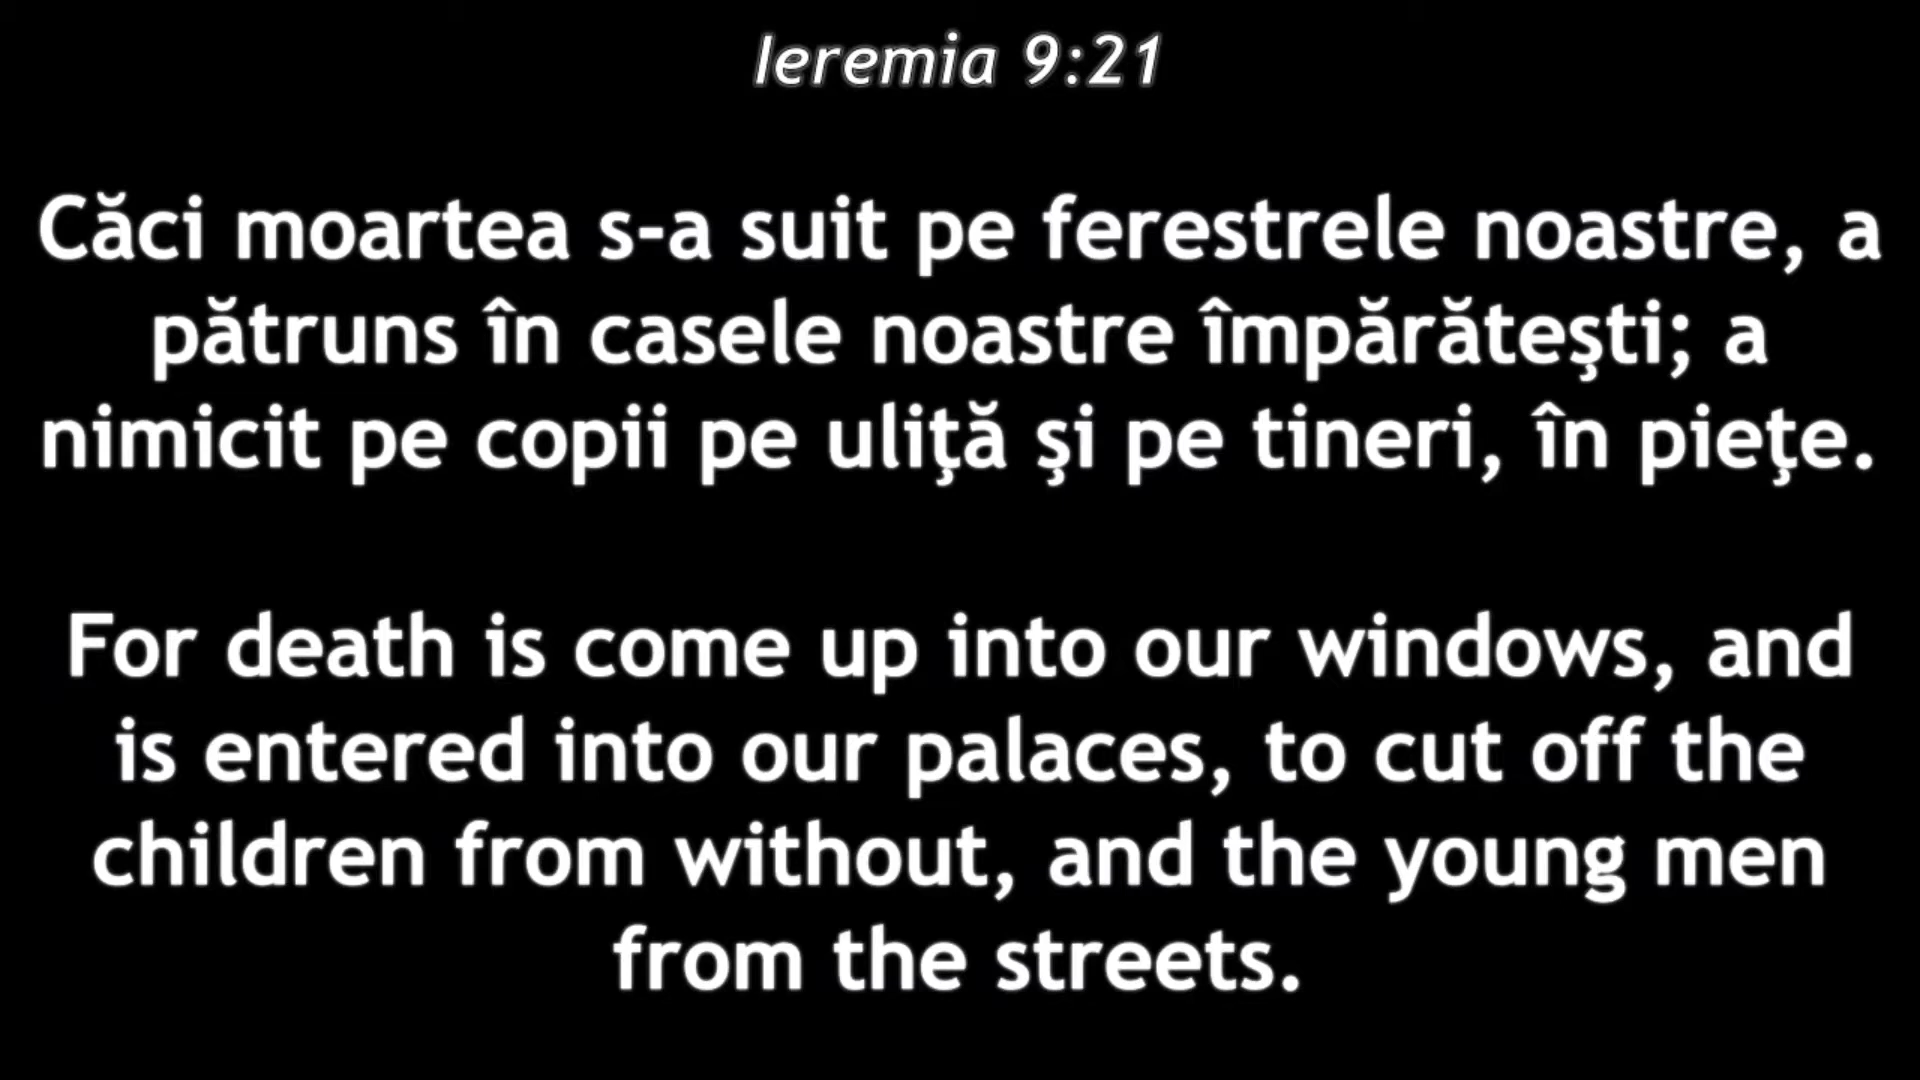 Ieremia 9:21
Căci moartea s-a suit pe ferestrele noastre, a
pătruns în casele noastre împărăteşti; a
nimicit pe copii pe uliţă şi pe tineri, în pieţe.
For death is come up into our windows, and
is entered into our palaces, to cut off the
children from without, and the young men
from the streets.